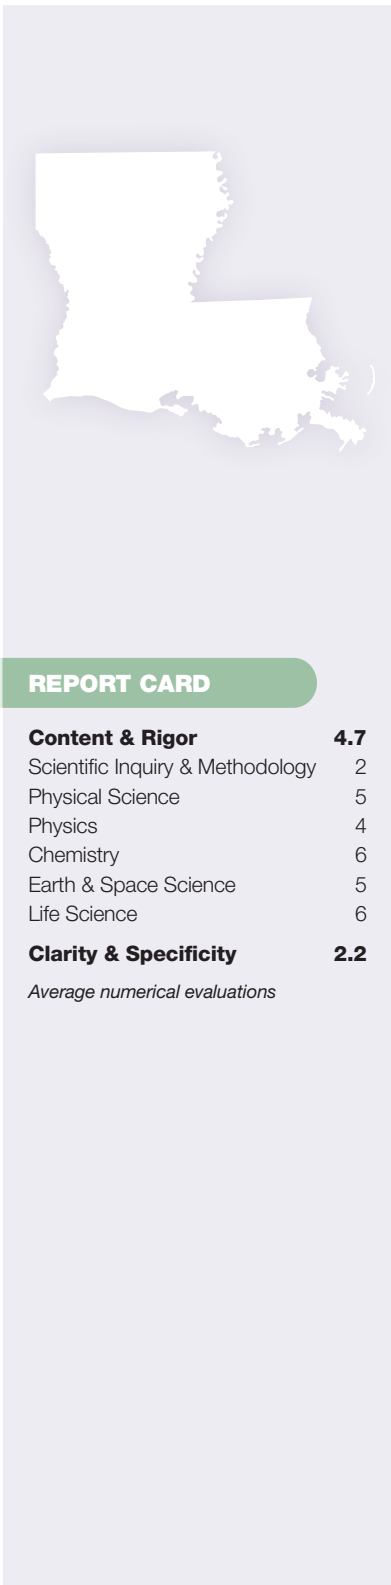 REPORT CARD
Content & Rigor 4.7
Scientific Inquiry & Methodology 2
Physical Science 5
Physics 4
Chemistry 6
Earth & Space Science 5
Life Science 6
Clarity & Specificity 2.2
Average numerical evaluations